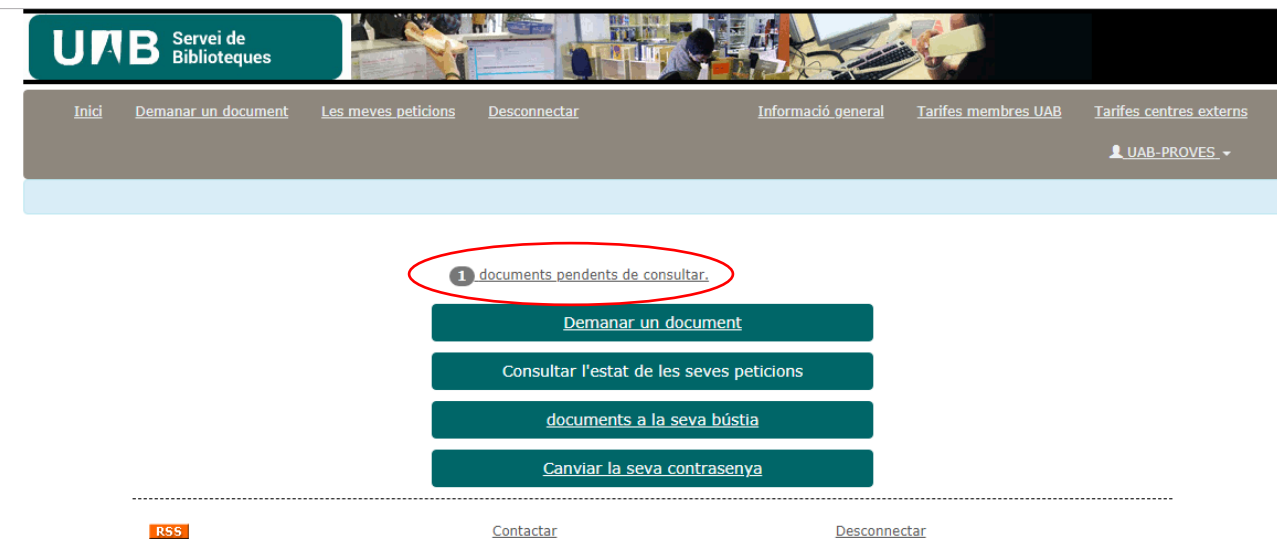 UAB Servei de
Biblioteques
Inici Demanar un document Les meves peticions Desconnectar Informació general Tarifes membres UAB Tarifes centres externs
UAB-PROVES
1 documents pendents de consultar.
Demanar un document
Consultar l'estat de les seves peticions
documents a la seva bústia
Canviar la seva contrasenya
RSS Contactar Desconnectar